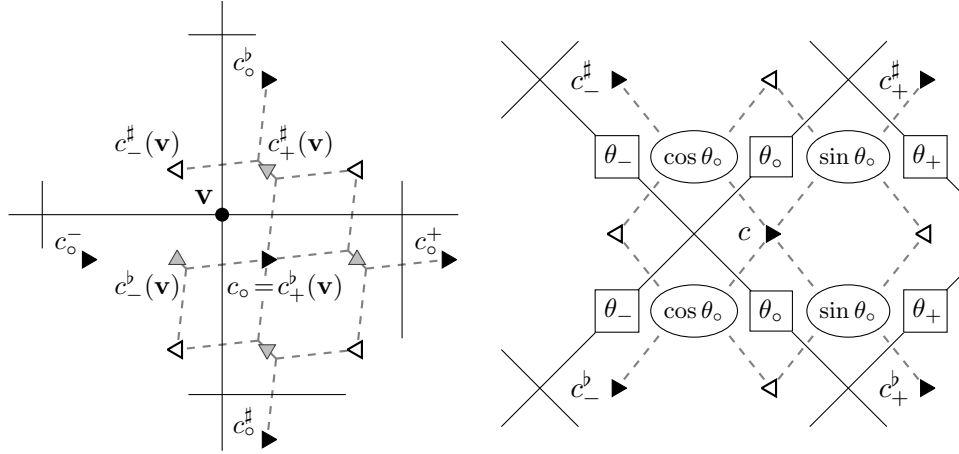 c∘♭
c₋♯(v) c₊♯(v)
v
c∘⁻ c∘⁺
c₋♭(v) c∘ = c₊♭(v)
c∘♯
c₋♯ c₊♯
θ₋ cos θ∘ θ∘ sin θ∘ θ₊
c
θ₋ cos θ∘ θ∘ sin θ∘ θ₊
c₋♭ c₊♭